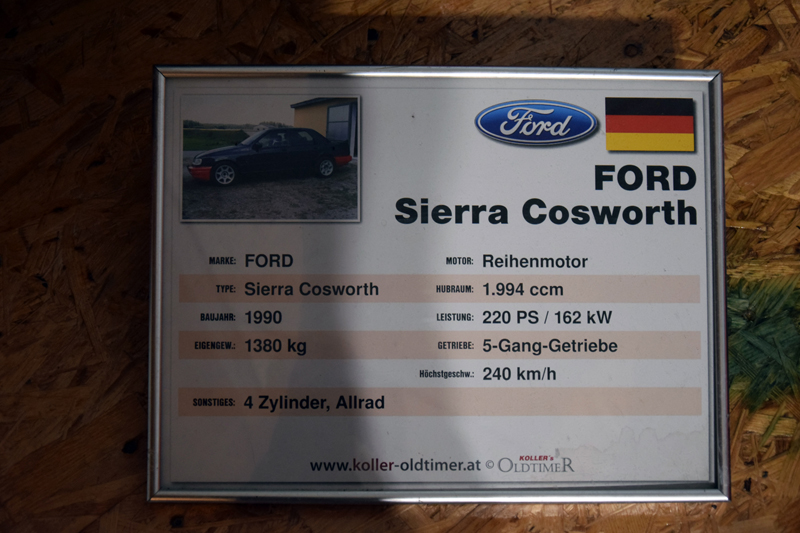 Ford
FORD
Sierra Cosworth
MARKE: FORD
MOTOR: Reihenmotor
TYPE: Sierra Cosworth
HUBRAUM: 1.994 ccm
BAUJAHR: 1990
LEISTUNG: 220 PS / 162 kW
EIGENGEW.: 1380 kg
GETRIEBE: 5-Gang-Getriebe
Höchstgeschw.: 240 km/h
SONSTIGES: 4 Zylinder, Allrad
www.koller-oldtimer.at © KOLLER's OLDTIMER